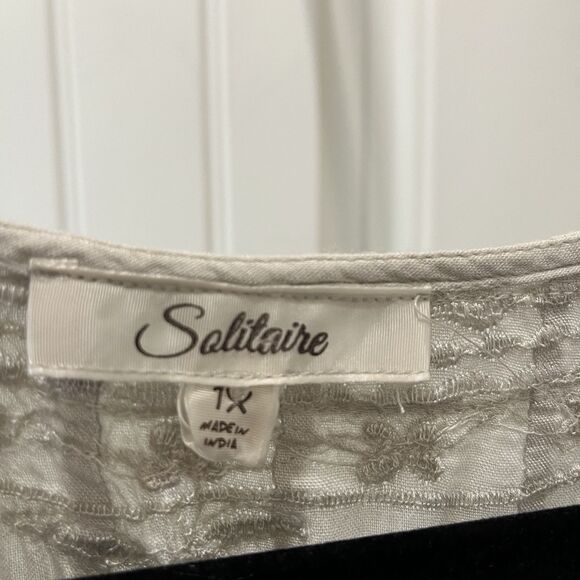 Solitaire
1X
MADE IN
INDIA